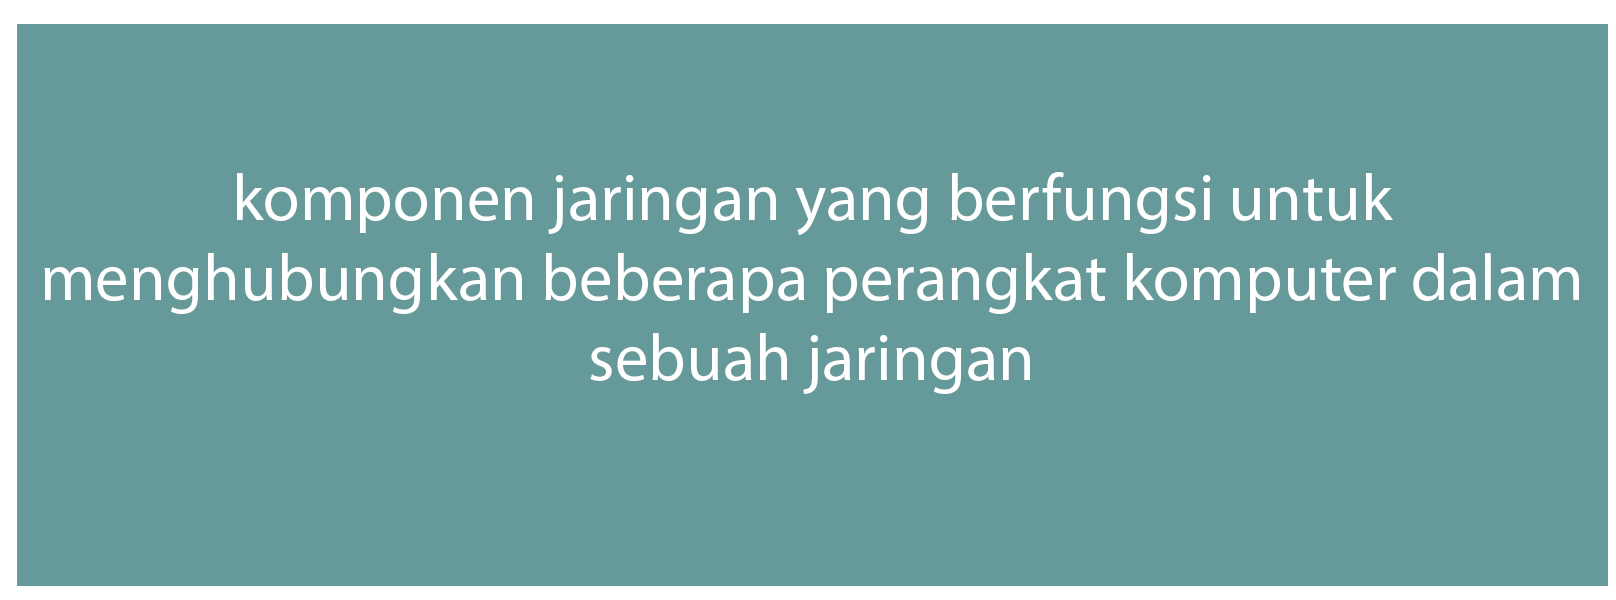 komponen jaringan yang berfungsi untuk
menghubungkan beberapa perangkat komputer dalam
sebuah jaringan